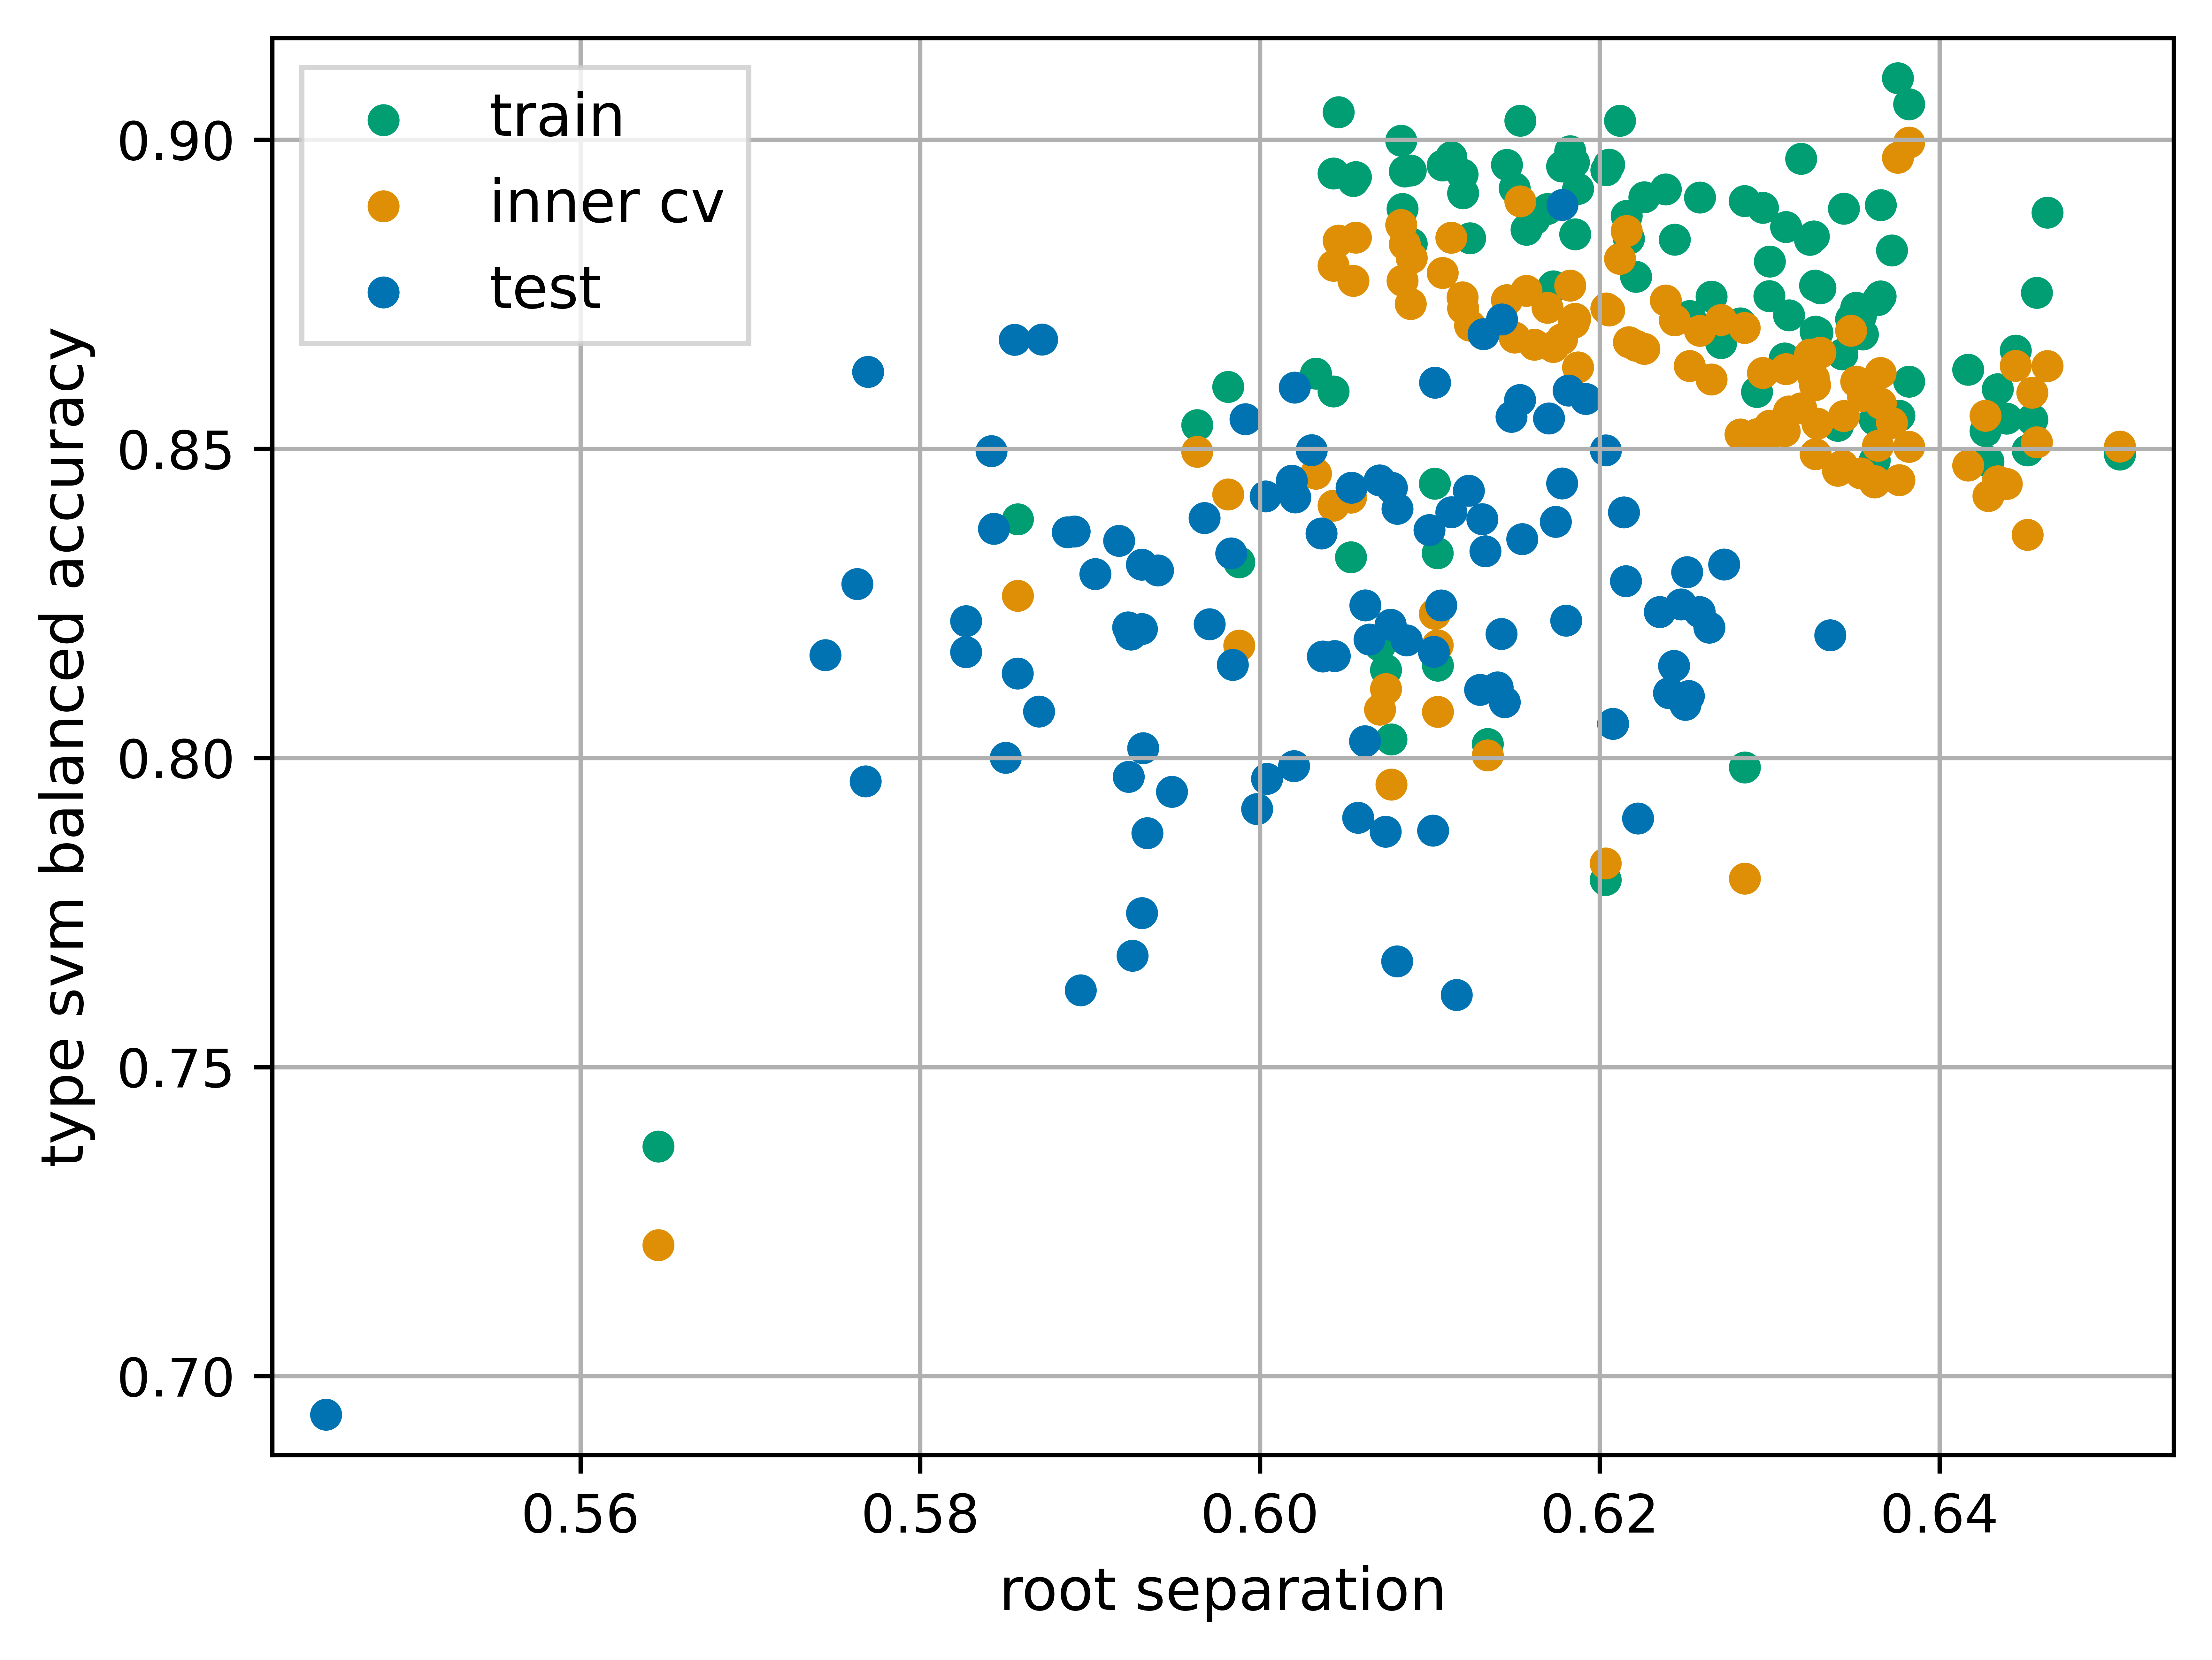 train
inner cv
test
type svm balanced accuracy
0.90
0.85
0.80
0.75
0.70
0.56
0.58
0.60
0.62
0.64
root separation